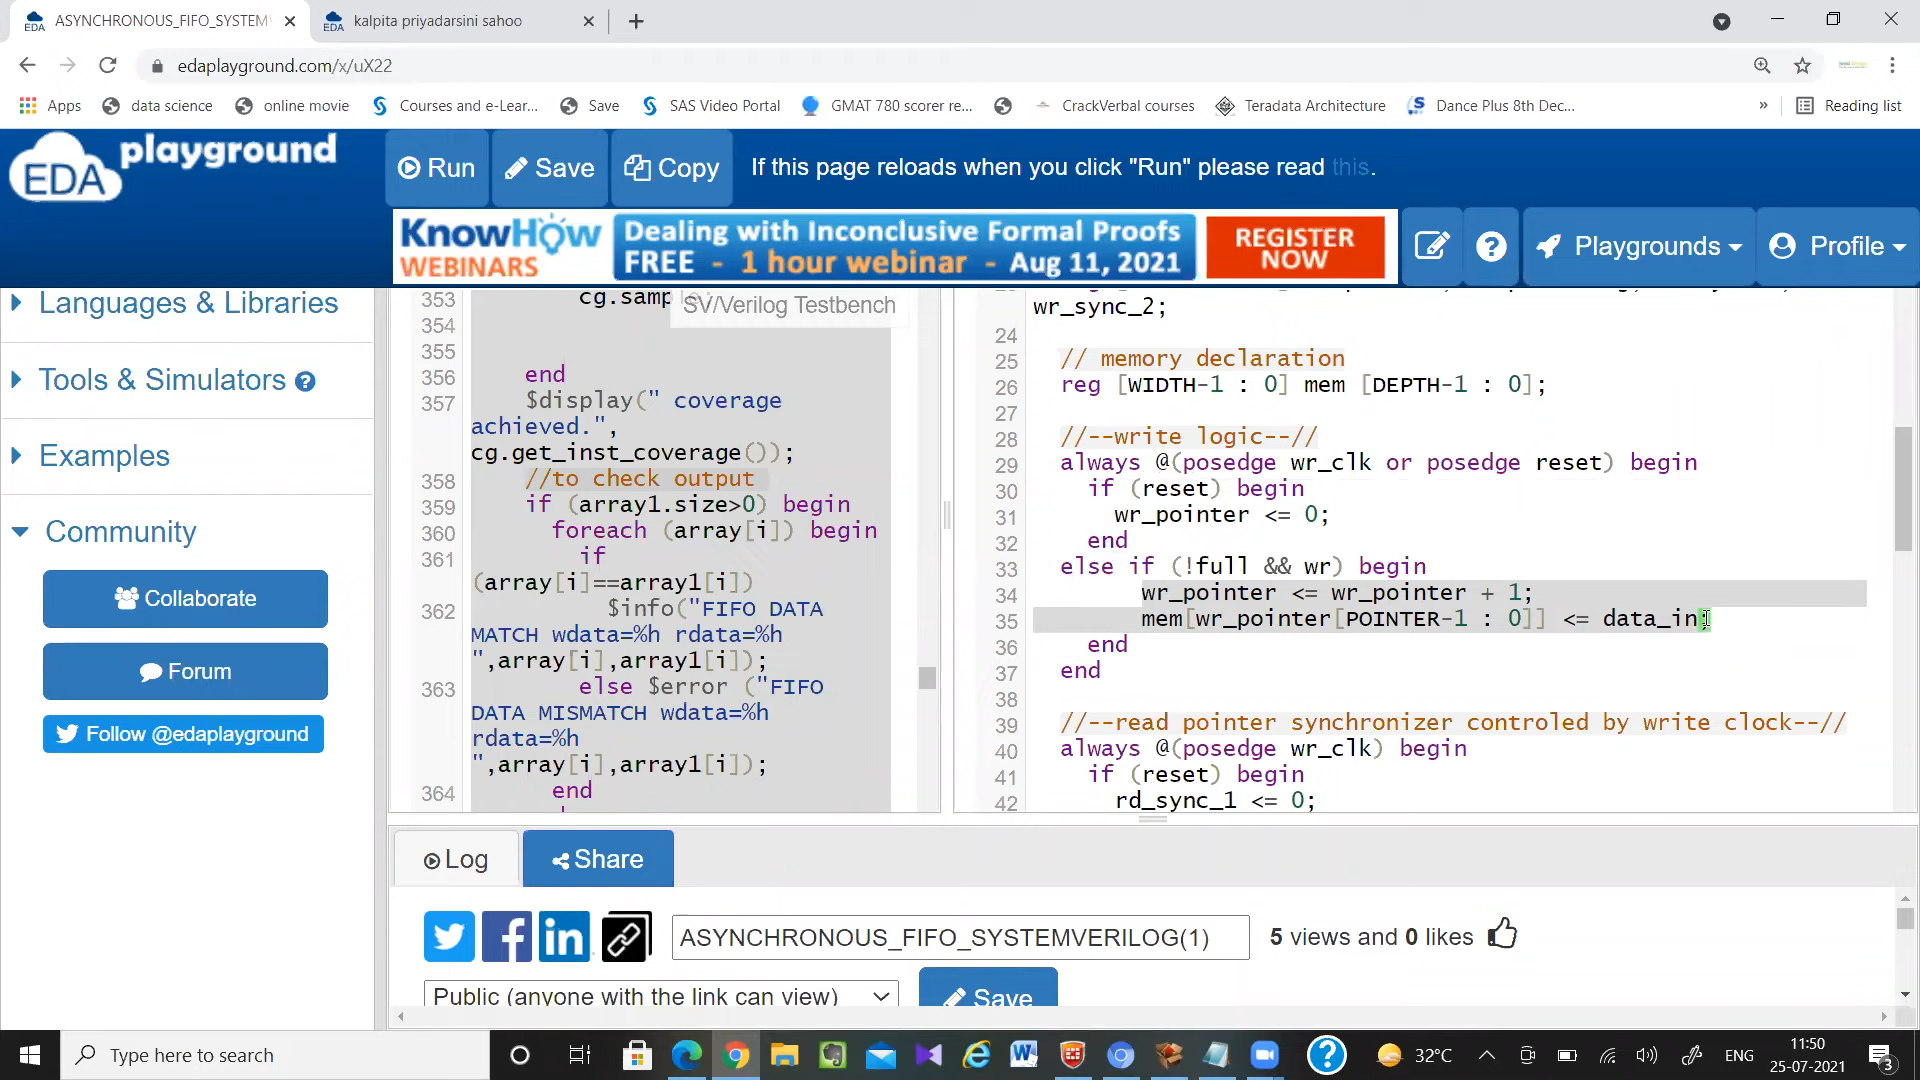 ASYNCHRONOUS_FIFO_SYSTEM
kalpita priyadarsini sahoo
edaplayground.com/x/uX22
Apps
data science
online movie
Courses and e-Lear...
Save
SAS Video Portal
GMAT 780 scorer re...
CrackVerbal courses
Teradata Architecture
Dance Plus 8th Dec...
»
Reading list
EDA playground
Run
Save
Copy
If this page reloads when you click "Run" please read this.
KnowHow
WEBINARS
Dealing with Inconclusive Formal Proofs
FREE - 1 hour webinar - Aug 11, 2021
REGISTER
NOW
Playgrounds
Profile
Languages & Libraries
Tools & Simulators
Examples
Community
Collaborate
Forum
Follow @edaplayground
SV/Verilog Testbench
353 cg.sample;
354
355
356 end
357 $display(" coverage
achieved.",
cg.get_inst_coverage());
358 //to check output
359 if (array1.size>0) begin
360 foreach (array[i]) begin
361 if
(array[i]==array1[i])
362 $info("FIFO DATA
MATCH wdata=%h rdata=%h
",array[i],array1[i]);
363 else $error ("FIFO
DATA MISMATCH wdata=%h
rdata=%h
",array[i],array1[i]);
364 end
wr_sync_2;
24
25 // memory declaration
26 reg [WIDTH-1 : 0] mem [DEPTH-1 : 0];
27
28 //--write logic--//
29 always @(posedge wr_clk or posedge reset) begin
30 if (reset) begin
31 wr_pointer <= 0;
32 end
33 else if (!full && wr) begin
34 wr_pointer <= wr_pointer + 1;
35 mem[wr_pointer[POINTER-1 : 0]] <= data_in;
36 end
37 end
38
39 //--read pointer synchronizer controled by write clock--//
40 always @(posedge wr_clk) begin
41 if (reset) begin
42 rd_sync_1 <= 0;
Log
Share
ASYNCHRONOUS_FIFO_SYSTEMVERILOG(1)
5 views and 0 likes
Public (anyone with the link can view)
Save
Type here to search
32°C
ENG
11:50
25-07-2021
3